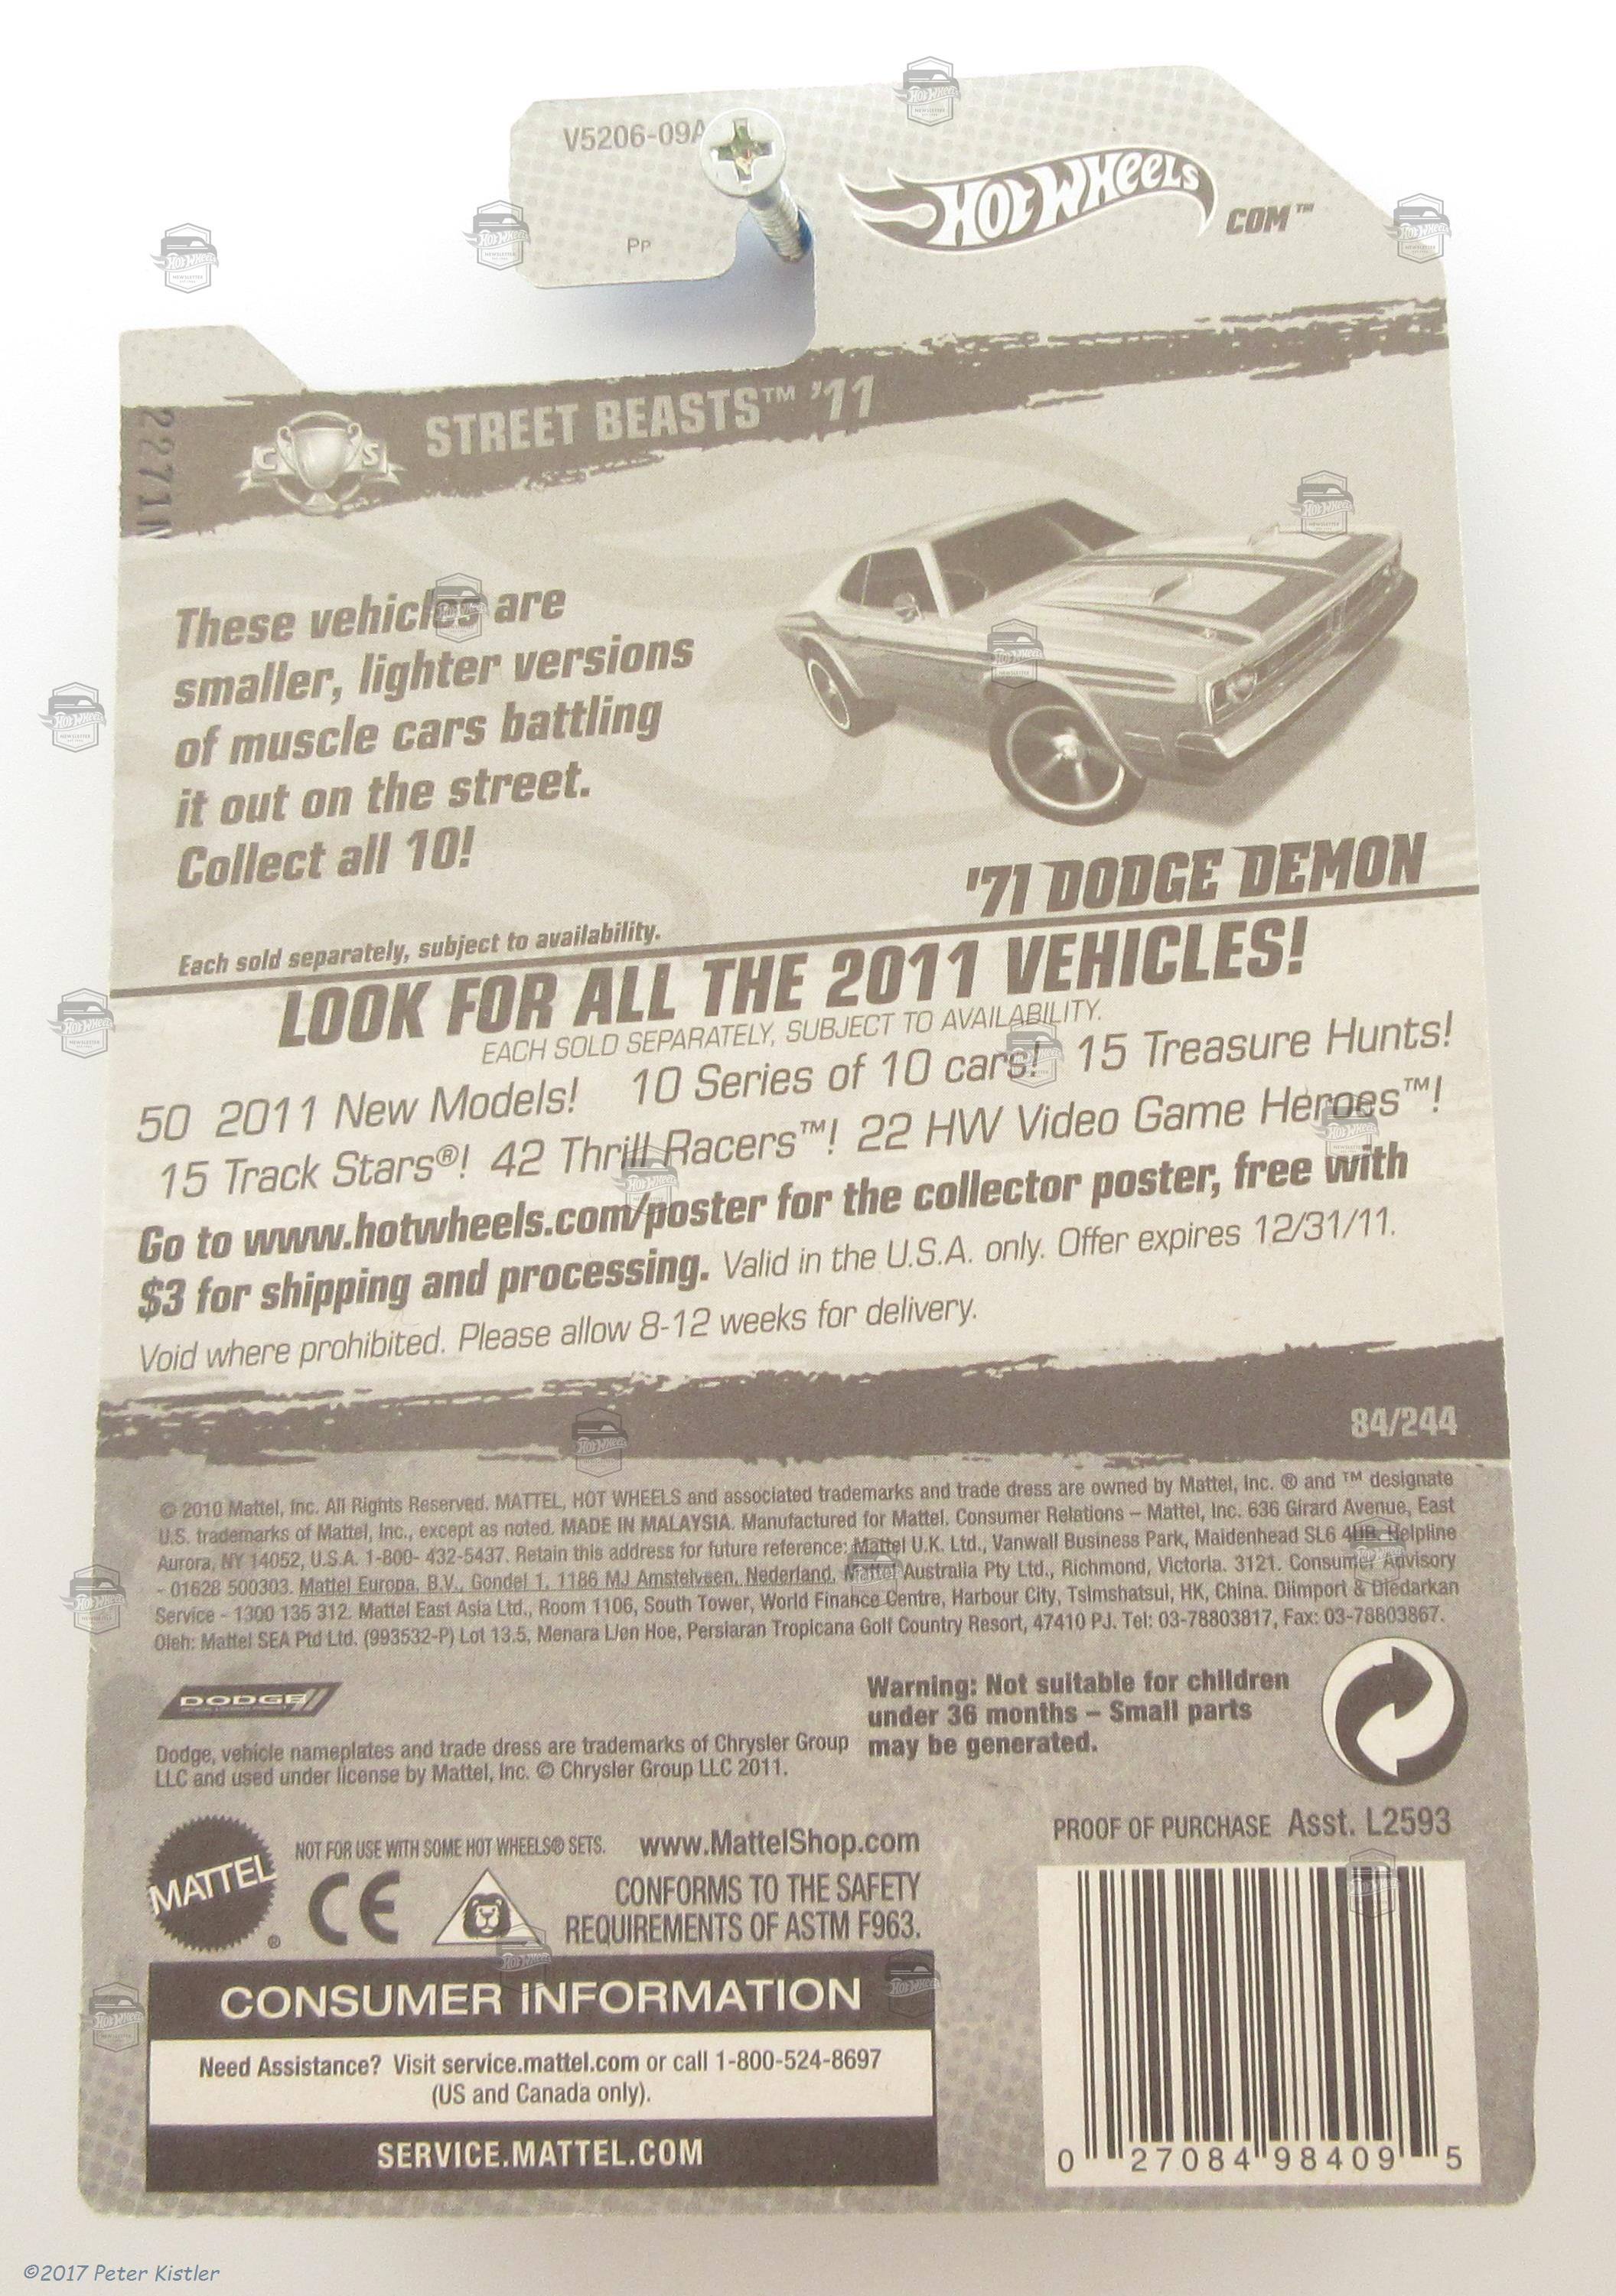 V5206-09A
Pp
HOT WHEELS
COM™
2271N
C S
STREET BEASTS™ '11
These vehicles are
smaller, lighter versions
of muscle cars battling
it out on the street.
Collect all 10!
'71 DODGE DEMON
Each sold separately, subject to availability.
LOOK FOR ALL THE 2011 VEHICLES!
EACH SOLD SEPARATELY, SUBJECT TO AVAILABILITY.
50 2011 New Models! 10 Series of 10 cars! 15 Treasure Hunts!
15 Track Stars®! 42 Thrill Racers™! 22 HW Video Game Heroes™!
Go to www.hotwheels.com/poster for the collector poster, free with
$3 for shipping and processing. Valid in the U.S.A. only. Offer expires 12/31/11.
Void where prohibited. Please allow 8-12 weeks for delivery.
84/244
© 2010 Mattel, Inc. All Rights Reserved. MATTEL, HOT WHEELS and associated trademarks and trade dress are owned by Mattel, Inc. ® and ™ designate
U.S. trademarks of Mattel, Inc., except as noted. MADE IN MALAYSIA. Manufactured for Mattel. Consumer Relations – Mattel, Inc. 636 Girard Avenue, East
Aurora, NY 14052, U.S.A. 1-800- 432-5437. Retain this address for future reference: Mattel U.K. Ltd., Vanwall Business Park, Maidenhead SL6 4UB. Helpline
- 01628 500303. Mattel Europa, B.V., Gondel 1, 1186 MJ Amstelveen, Nederland. Mattel Australia Pty Ltd., Richmond, Victoria. 3121. Consumer Advisory
Service - 1300 135 312. Mattel East Asia Ltd., Room 1106, South Tower, World Finance Centre, Harbour City, Tsimshatsui, HK, China. Diimport & Diedarkan
Oleh: Mattel SEA Ptd Ltd. (993532-P) Lot 13.5, Menara Lien Hoe, Persiaran Tropicana Golf Country Resort, 47410 PJ. Tel: 03-78803817, Fax: 03-78803867.
DODGE
Dodge, vehicle nameplates and trade dress are trademarks of Chrysler Group
LLC and used under license by Mattel, Inc. © Chrysler Group LLC 2011.
Warning: Not suitable for children
under 36 months – Small parts
may be generated.
MATTEL®
NOT FOR USE WITH SOME HOT WHEELS® SETS. www.MattelShop.com
CE
CONFORMS TO THE SAFETY
REQUIREMENTS OF ASTM F963.
PROOF OF PURCHASE Asst. L2593
CONSUMER INFORMATION
Need Assistance? Visit service.mattel.com or call 1-800-524-8697
(US and Canada only).
SERVICE.MATTEL.COM
0 27084 98409 5
©2017 Peter Kistler